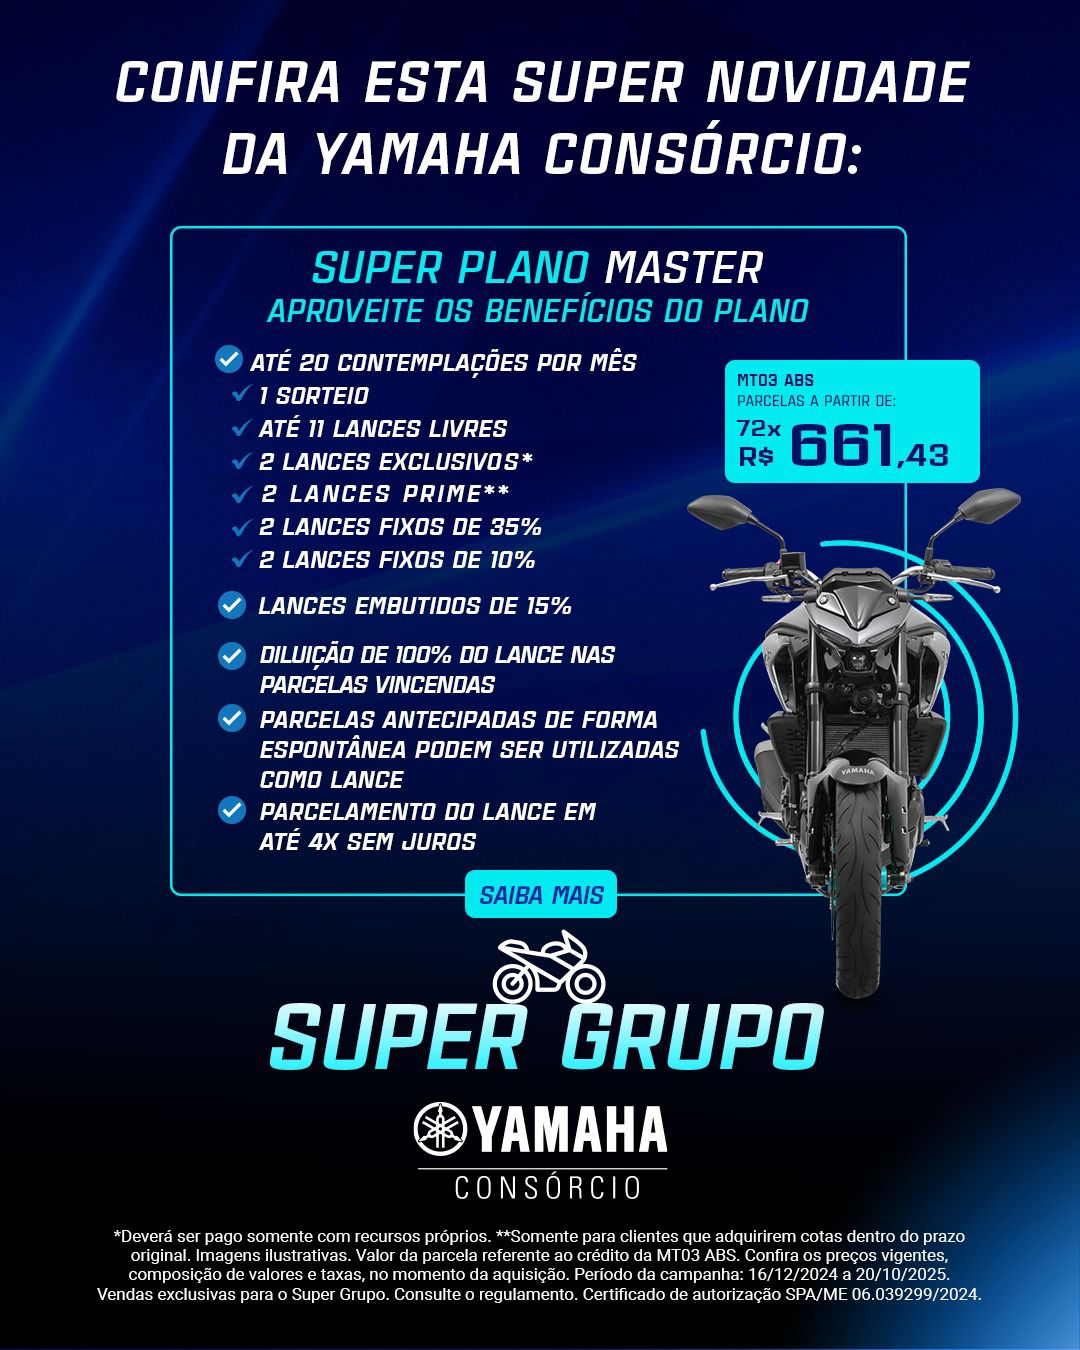 CONFIRA ESTA SUPER NOVIDADE
DA YAMAHA CONSÓRCIO:
SUPER PLANO MASTER
APROVEITE OS BENEFÍCIOS DO PLANO
ATÉ 20 CONTEMPLAÇÕES POR MÊS
1 SORTEIO
ATÉ 11 LANCES LIVRES
2 LANCES EXCLUSIVOS*
2 LANCES PRIME**
2 LANCES FIXOS DE 35%
2 LANCES FIXOS DE 10%
LANCES EMBUTIDOS DE 15%
DILUIÇÃO DE 100% DO LANCE NAS
PARCELAS VINCENDAS
PARCELAS ANTECIPADAS DE FORMA
ESPONTÂNEA PODEM SER UTILIZADAS
COMO LANCE
PARCELAMENTO DO LANCE EM
ATÉ 4X SEM JUROS
MT03 ABS
PARCELAS A PARTIR DE:
72x
R$ 661,43
YAMAHA
SAIBA MAIS
SUPER GRUPO
YAMAHA
CONSÓRCIO
*Deverá ser pago somente com recursos próprios. **Somente para clientes que adquirirem cotas dentro do prazo
original. Imagens ilustrativas. Valor da parcela referente ao crédito da MT03 ABS. Confira os preços vigentes,
composição de valores e taxas, no momento da aquisição. Período da campanha: 16/12/2024 a 20/10/2025.
Vendas exclusivas para o Super Grupo. Consulte o regulamento. Certificado de autorização SPA/ME 06.039299/2024.